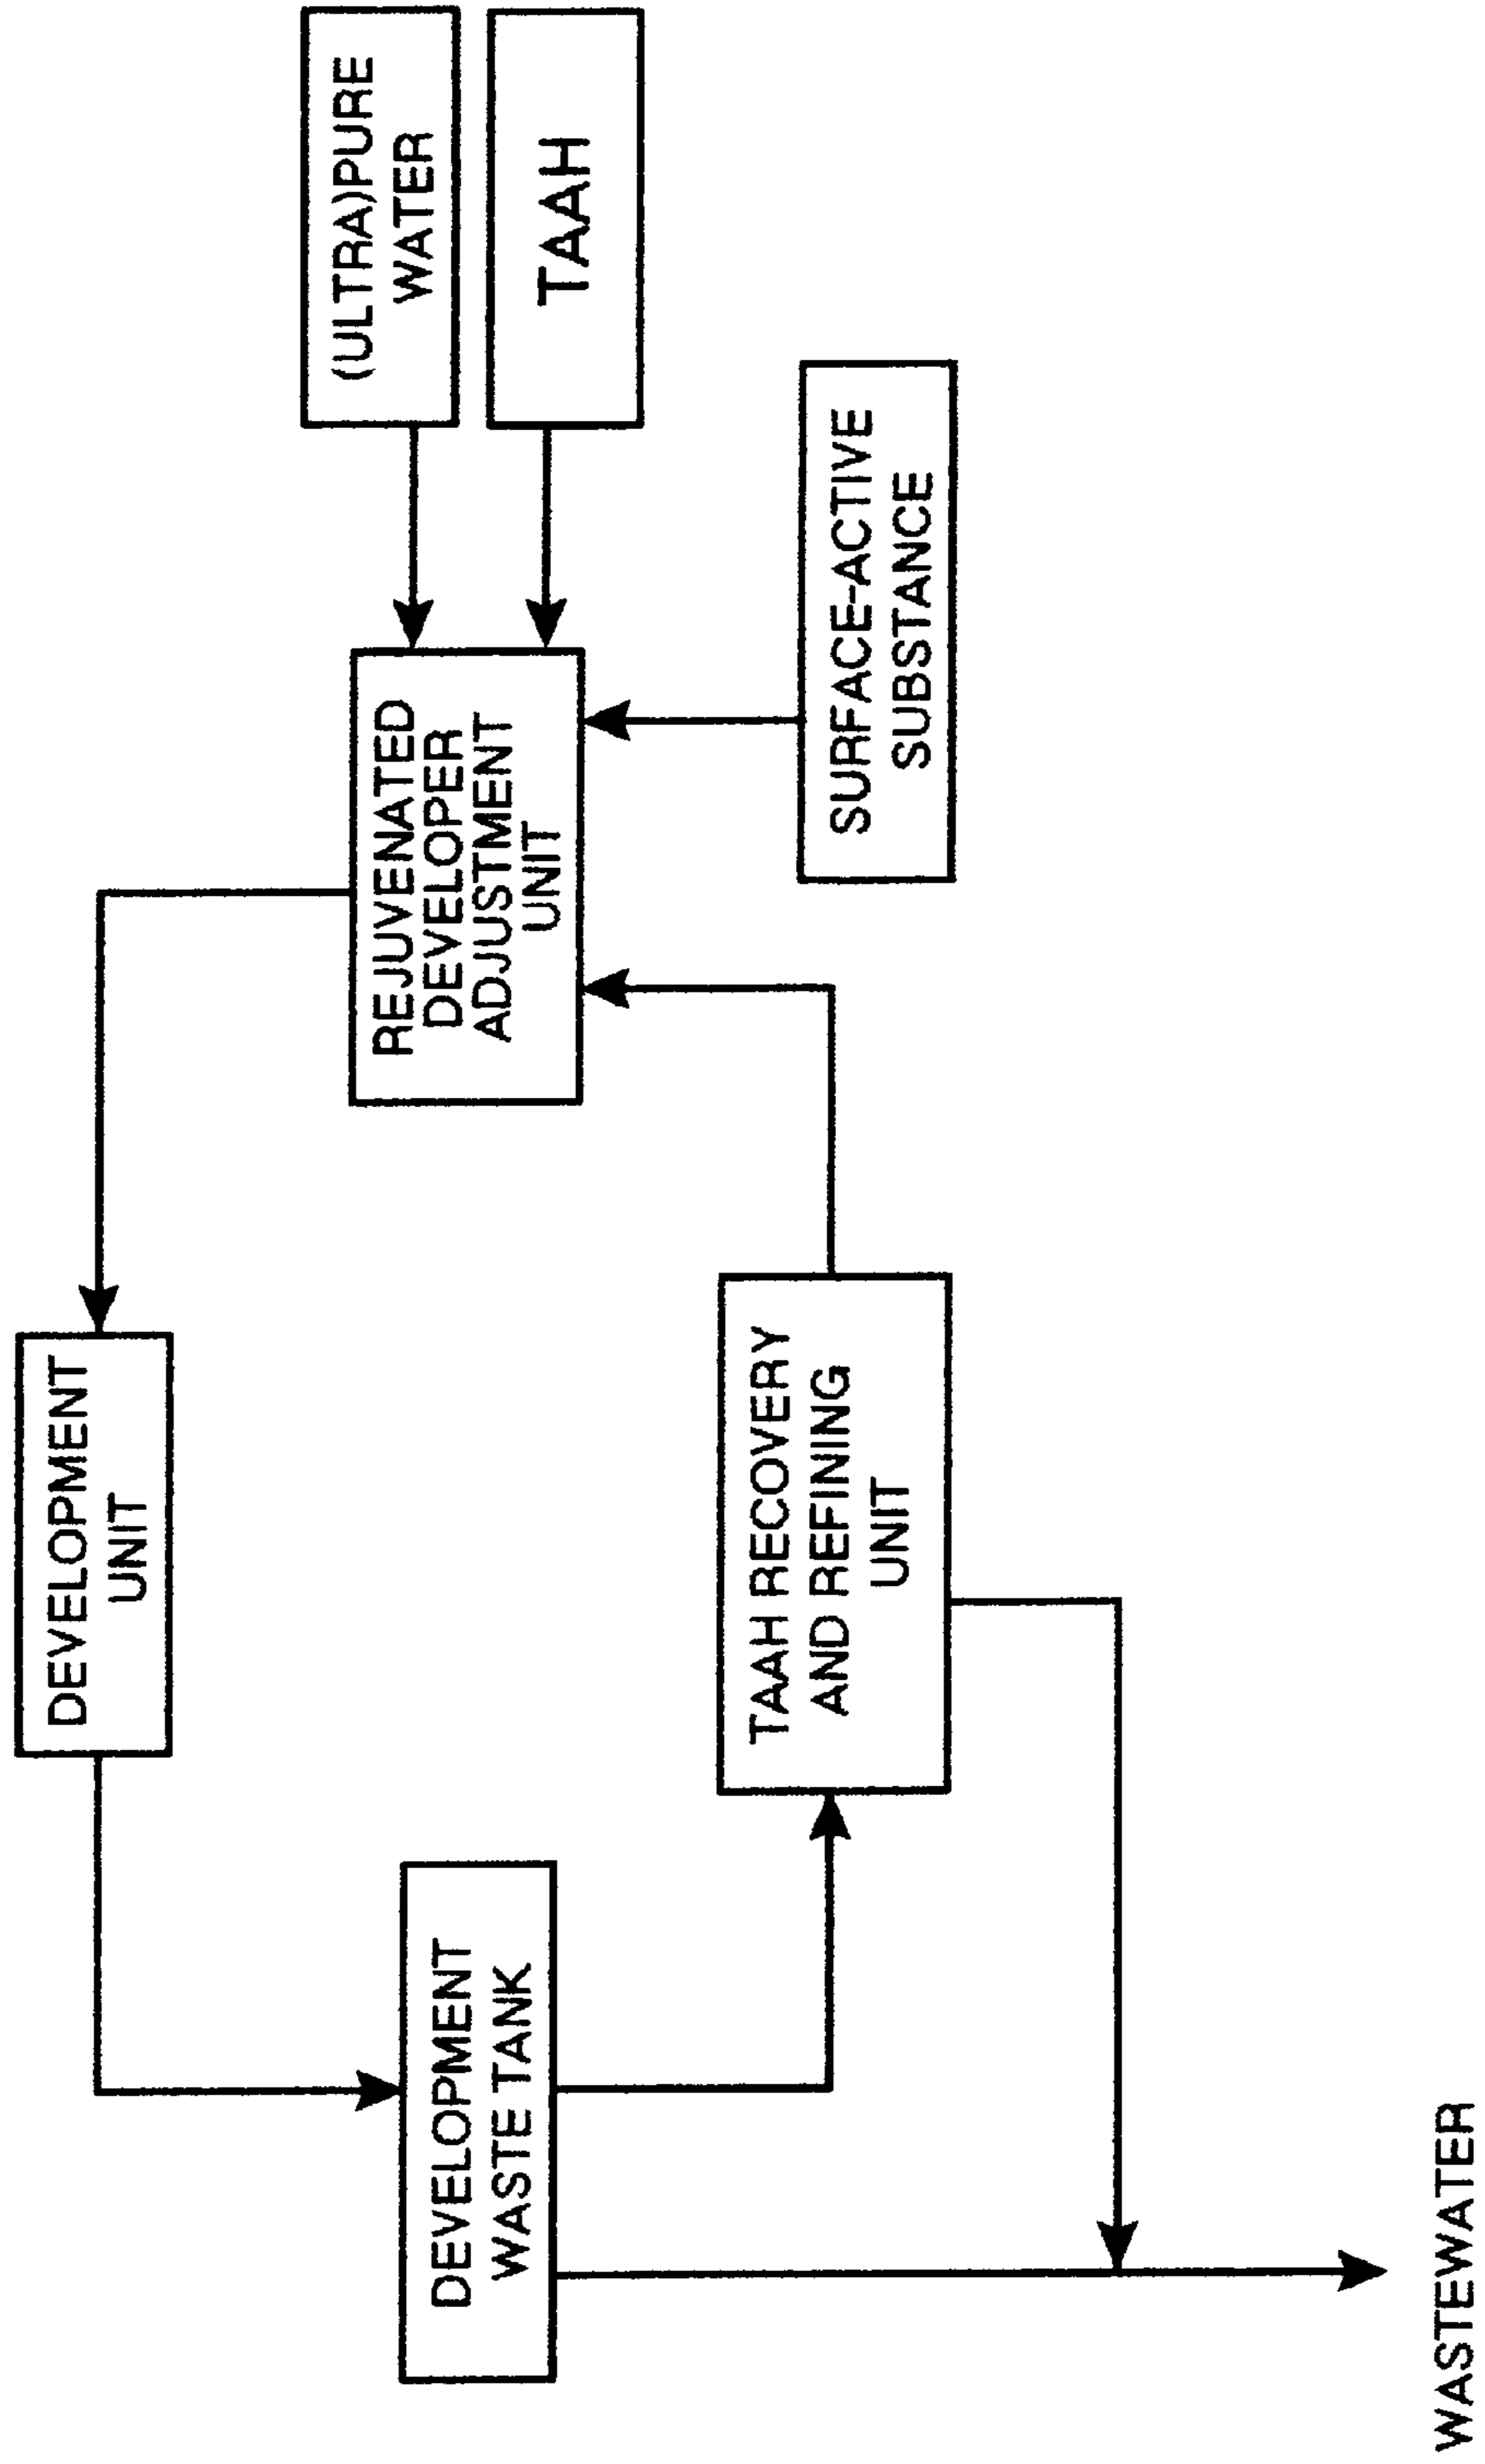 DEVELOPMENT
UNIT
(ULTRA)PURE
WATER
REJUVENATED
DEVELOPER
ADJUSTMENT
UNIT
TAAH
DEVELOPMENT
WASTE TANK
TAAH RECOVERY
AND REFINING
UNIT
SURFACE-ACTIVE
SUBSTANCE
WASTEWATER